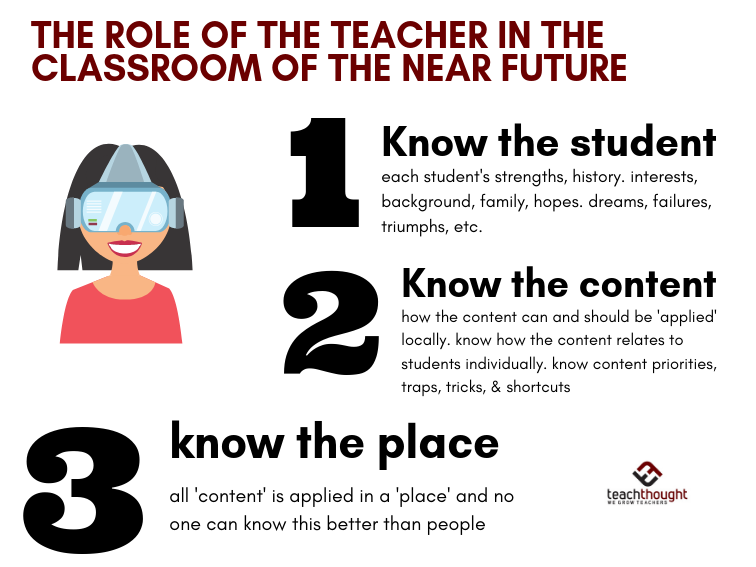 THE ROLE OF THE TEACHER IN THE
CLASSROOM OF THE NEAR FUTURE
1
Know the student
each student's strengths, history. interests,
background, family, hopes. dreams, failures,
triumphs, etc.
2
Know the content
how the content can and should be 'applied'
locally. know how the content relates to
students individually. know content priorities,
traps, tricks, & shortcuts
3
know the place
all 'content' is applied in a 'place' and no
one can know this better than people
teachthought
WE GROW TEACHERS